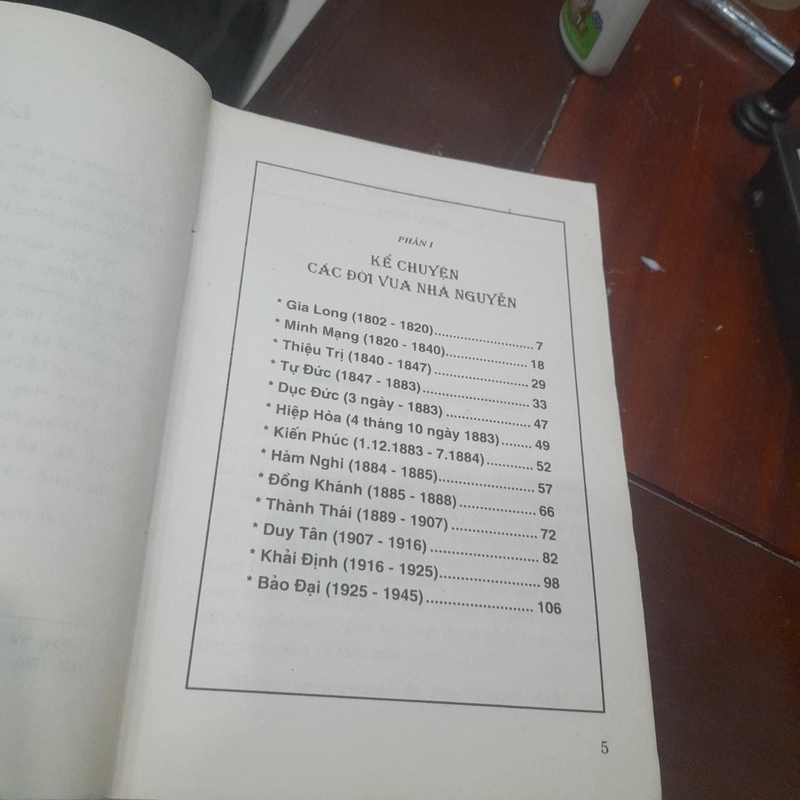 PHẦN I
KỂ CHUYỆN
CÁC ĐỜI VUA NHÀ NGUYỄN
* Gia Long (1802 - 1820).......................... 7
* Minh Mạng (1820 - 1840)...................... 18
* Thiệu Trị (1840 - 1847)......................... 29
* Tự Đức (1847 - 1883)............................ 33
* Dục Đức (3 ngày - 1883)..................... 47
* Hiệp Hòa (4 tháng 10 ngày 1883)........ 49
* Kiến Phúc (1.12.1883 - 7.1884)............ 52
* Hàm Nghi (1884 - 1885)........................ 57
* Đồng Khánh (1885 - 1888).................... 66
* Thành Thái (1889 - 1907)...................... 72
* Duy Tân (1907 - 1916).......................... 82
* Khải Định (1916 - 1925)........................ 98
* Bảo Đại (1925 - 1945)......................... 106
5